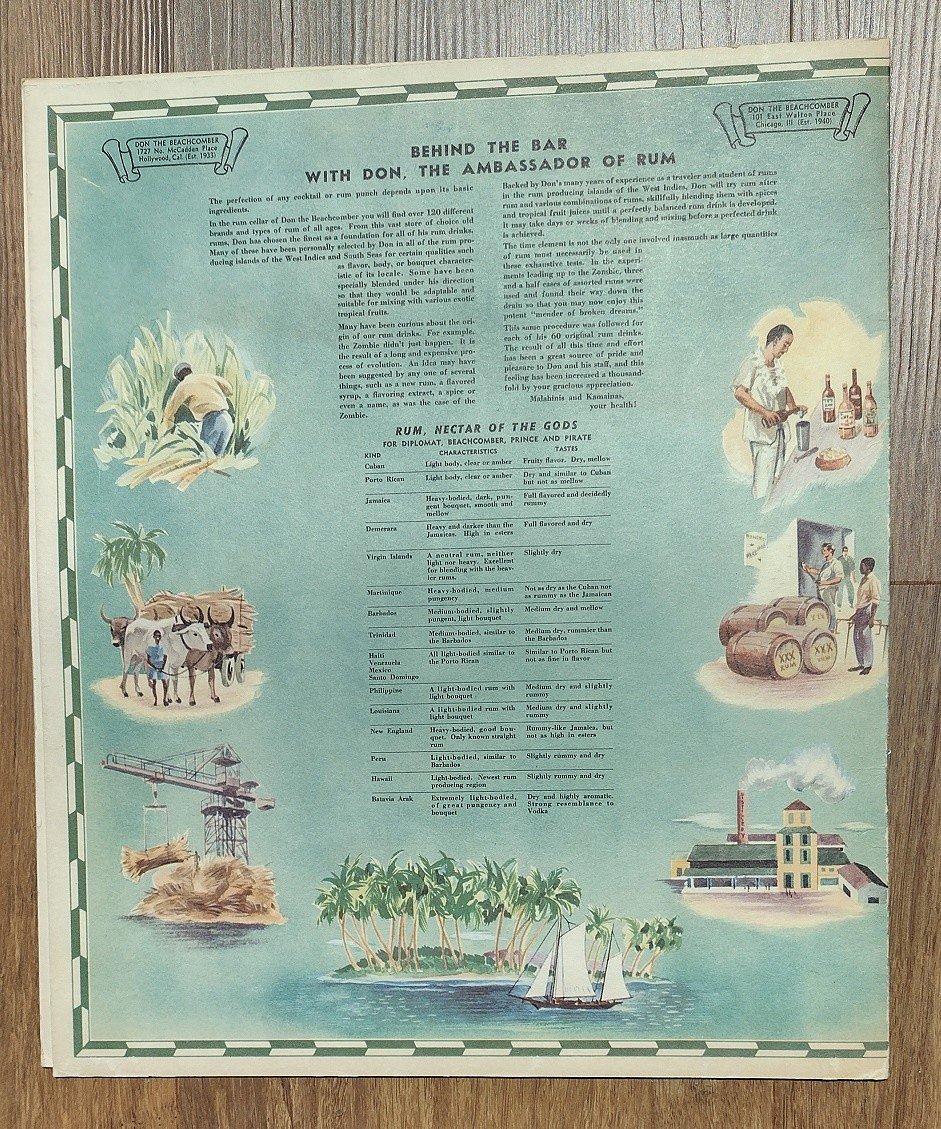 DON THE BEACHCOMBER
1727 No. McCadden Place
Hollywood, Cal. (Est. 1933)
DON THE BEACHCOMBER
101 East Walton Place
Chicago, Ill (Est. 1940)
BEHIND THE BAR
WITH DON, THE AMBASSADOR OF RUM
The perfection of any cocktail or rum punch depends upon its basic
ingredients.
In the rum cellar of Don the Beachcomber you will find over 120 different
brands and types of rum of all ages. From this vast store of choice old
rums, Don has chosen the finest as a foundation for all of his rum drinks.
Many of these have been personally selected by Don in all of the rum pro-
ducing islands of the West Indies and South Seas for certain qualities such
as flavor, body, or bouquet character-
istic of its locale. Some have been
specially blended under his direction
so that they would be adaptable and
suitable for mixing with various exotic
tropical fruits.
Many have been curious about the ori-
gin of our rum drinks. For example,
the Zombie didn't just happen. It is
the result of a long and expensive pro-
cess of evolution. An idea may have
been suggested by any one of several
things, such as a new rum, a flavored
syrup, a flavoring extract, a spice or
even a name, as was the case of the
Zombie.
Backed by Don's many years of experience as a traveler and student of rums
in the rum producing islands of the West Indies, Don will try rum after
rum and various combinations of rums, skillfully blending them with spices
and tropical fruit juices until a perfectly balanced rum drink is developed.
It may take days or weeks of blending and mixing before a perfected drink
is achieved.
The time element is not the only one involved inasmuch as large quantities
of rum must necessarily be used in
these exhaustive tests. In the experi-
ments leading up to the Zombie, three
and a half cases of assorted rums were
used and found their way down the
drain so that you may now enjoy this
potent "mender of broken dreams."
This same procedure was followed for
each of his 60 original rum drinks.
The result of all this time and effort
has been a great source of pride and
pleasure to Don and his staff, and this
feeling has been increased a thousand-
fold by your gracious appreciation.
Malahinis and Kamainas,
your health!
RUM, NECTAR OF THE GODS
FOR DIPLOMAT, BEACHCOMBER, PRINCE AND PIRATE
KIND CHARACTERISTICS TASTES
Cuban Light body, clear or amber Fruity flavor. Dry, mellow
Porto Rican Light body, clear or amber Dry and similar to Cuban
but not as mellow
Jamaica Heavy-bodied, dark, pun- Full flavored and decidedly
gent bouquet, smooth and rummy
mellow
Demerara Heavy and darker than the Full flavored and dry
Jamaicas. High in esters
Virgin Islands A neutral rum, neither Slightly dry
light nor heavy. Excellent
for blending with the heav-
ier rums.
Martinique Heavy-bodied, medium Not as dry as the Cuban nor
pungency as rummy as the Jamaican
Barbados Medium-bodied, slightly Medium dry and mellow
pungent, light bouquet
Trinidad Medium-bodied, similar to Medium dry, rummier than
the Barbados the Barbados
Haiti All light-bodied similar to Similar to Porto Rican but
Venezuela the Porto Rican not as fine in flavor
Mexico
Santo Domingo
Philippine A light-bodied rum with Medium dry and slightly
light bouquet rummy
Louisiana A light-bodied rum with Medium dry and slightly
light bouquet rummy
New England Heavy-bodied, good bou- Rummy-like Jamaica, but
quet. Only known straight not as high in esters
rum
Peru Light-bodied, similar to Slightly rummy and dry
Barbados
Hawaii Light-bodied. Newest rum Slightly rummy and dry
producing region
Batavia Arak Extremely light-bodied, Dry and highly aromatic.
of great pungency and Strong resemblance to
bouquet Vodka
XXX
RUM
XXX
RUM